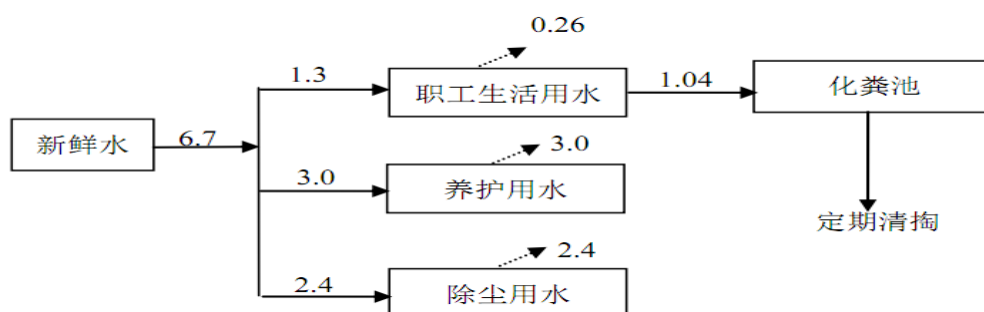 0.26
1.3
职工生活用水
1.04
化粪池
新鲜水
6.7
3.0
3.0
养护用水
定期清掏
2.4
2.4
除尘用水